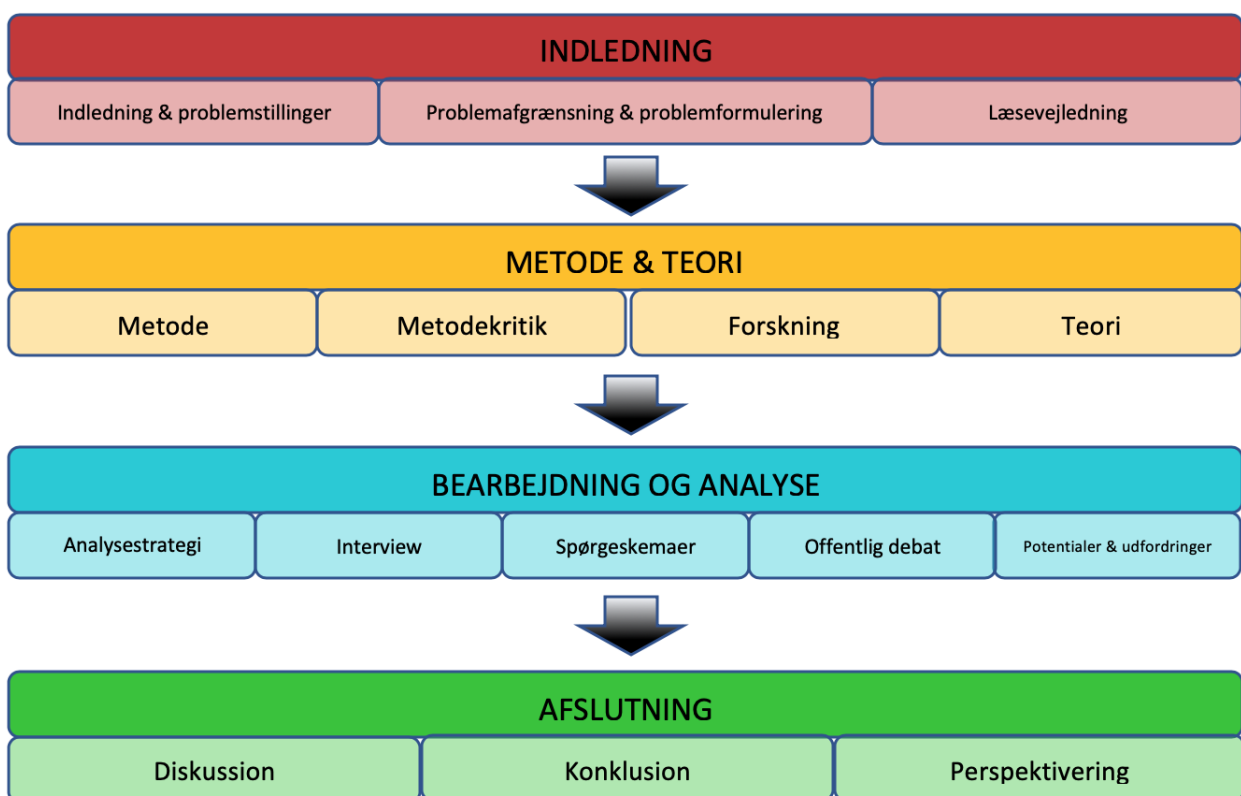 INDLEDNING
Indledning & problemstillinger
Problemafgrænsning & problemformulering
Læsevejledning
METODE & TEORI
Metode
Metodekritik
Forskning
Teori
BEARBEJDNING OG ANALYSE
Analysestrategi
Interview
Spørgeskemaer
Offentlig debat
Potentialer & udfordringer
AFSLUTNING
Diskussion
Konklusion
Perspektivering